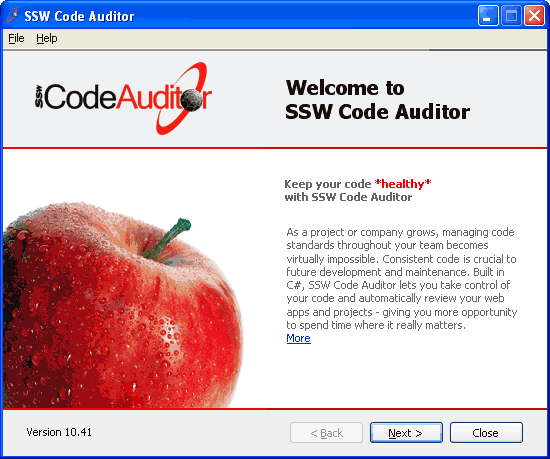 SSW Code Auditor
File Help
SSW CodeAuditor
Welcome to
SSW Code Auditor
Keep your code *healthy*
with SSW Code Auditor
As a project or company grows, managing code
standards throughout your team becomes
virtually impossible. Consistent code is crucial to
future development and maintenance. Built in
C#, SSW Code Auditor lets you take control of
your code and automatically review your web
apps and projects - giving you more opportunity
to spend time where it really matters.
More
Version 10.41
< Back
Next >
Close